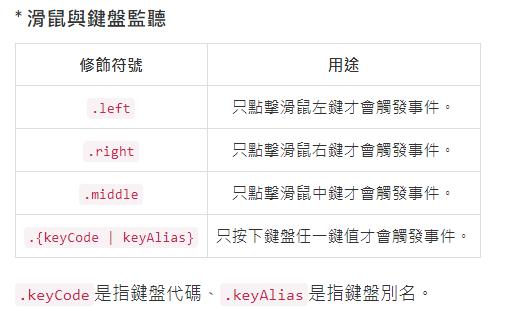 * 滑鼠與鍵盤監聽
修飾符號 用途
.left 只點擊滑鼠左鍵才會觸發事件。
.right 只點擊滑鼠右鍵才會觸發事件。
.middle 只點擊滑鼠中鍵才會觸發事件。
.{keyCode | keyAlias} 只按下鍵盤任一鍵值才會觸發事件。
.keyCode 是指鍵盤代碼、 .keyAlias 是指鍵盤別名。